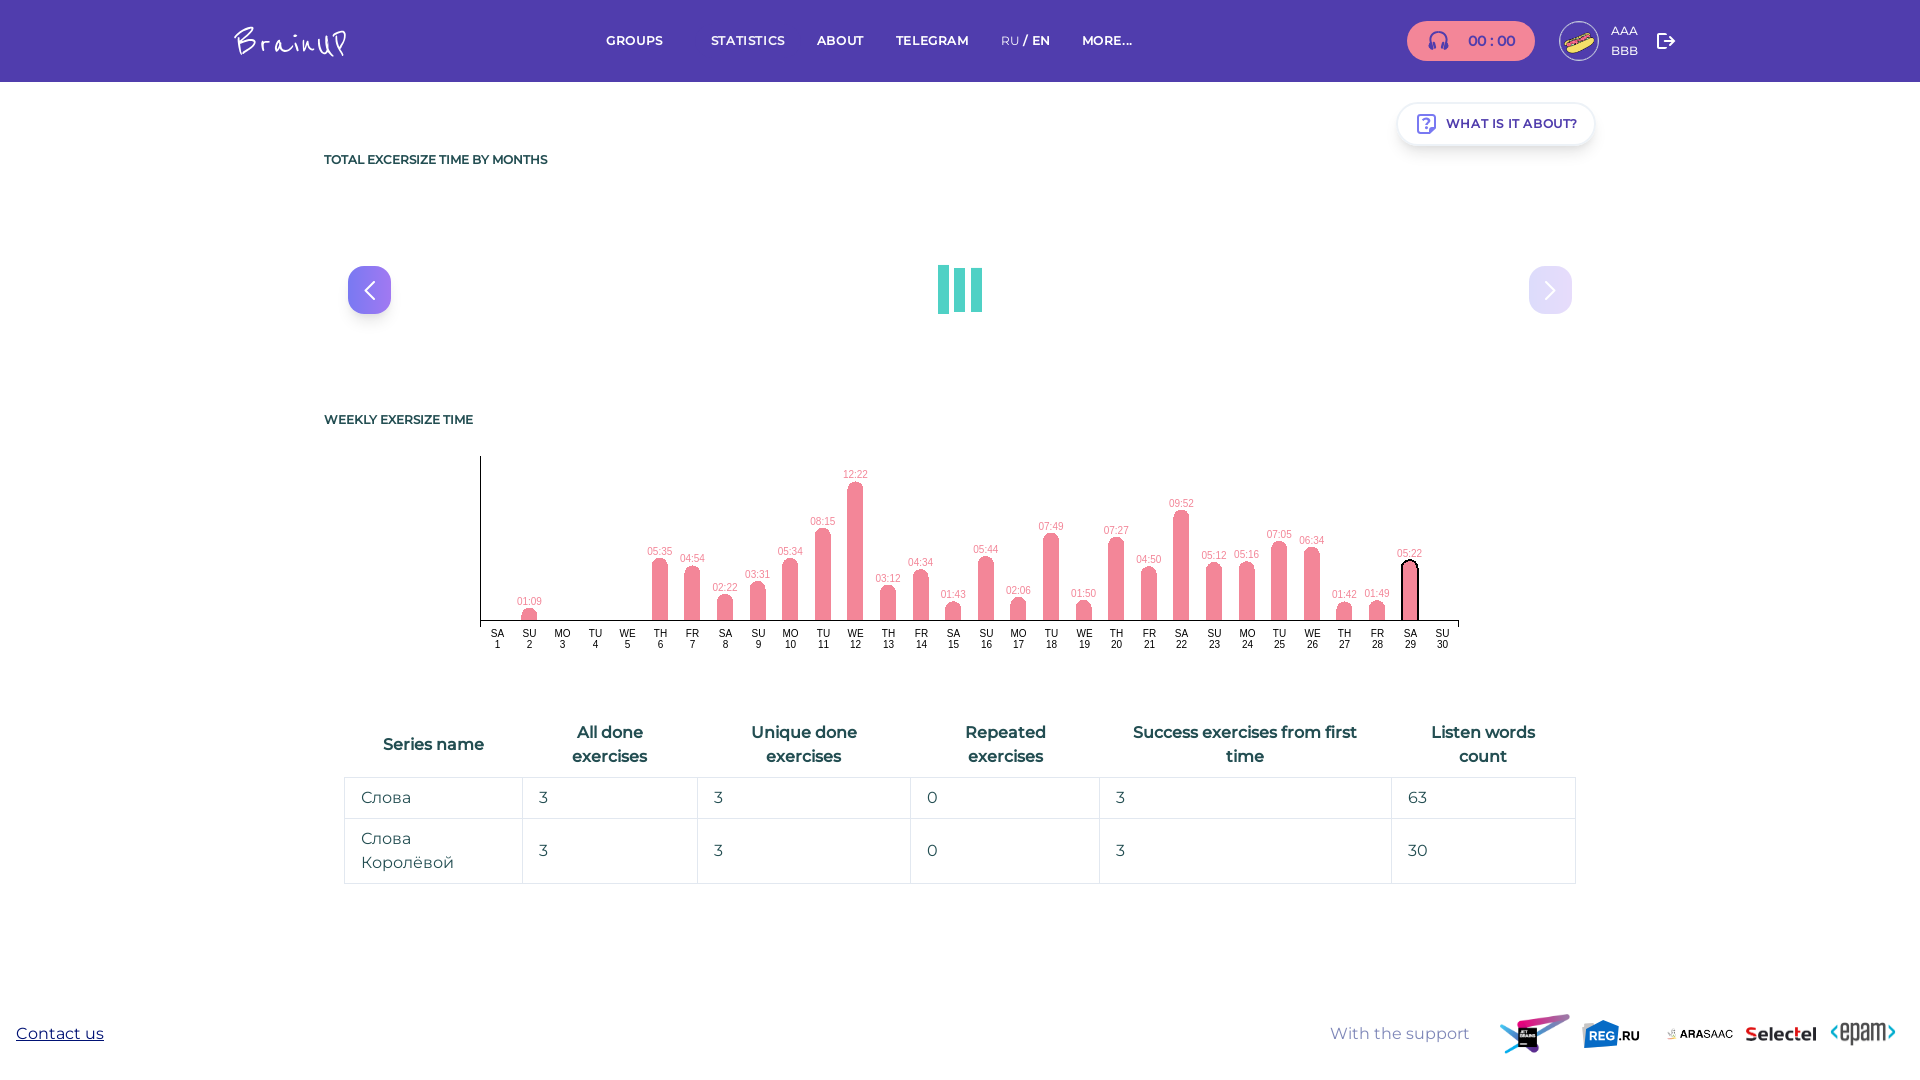 BrainUP
GROUPS STATISTICS ABOUT TELEGRAM RU / EN MORE...
00 : 00
AAA
BBB
WHAT IS IT ABOUT?
TOTAL EXCERSIZE TIME BY MONTHS
WEEKLY EXERSIZE TIME
01:09 05:35 04:54 02:22 03:31 05:34 08:15 12:22 03:12 04:34 01:43 05:44 02:06 07:49 01:50 07:27 04:50 09:52 05:12 05:16 07:05 06:34 01:42 01:49 05:22
SA SU MO TU WE TH FR SA SU MO TU WE TH FR SA SU MO TU WE TH FR SA SU MO TU WE TH FR SA SU
1 2 3 4 5 6 7 8 9 10 11 12 13 14 15 16 17 18 19 20 21 22 23 24 25 26 27 28 29 30
Series name All done exercises Unique done exercises Repeated exercises Success exercises from first time Listen words count
Слова 3 3 0 3 63
Слова Королёвой 3 3 0 3 30
Contact us
With the support
JET BRAINS
REG.RU
ARASAAC
Selectel
epam